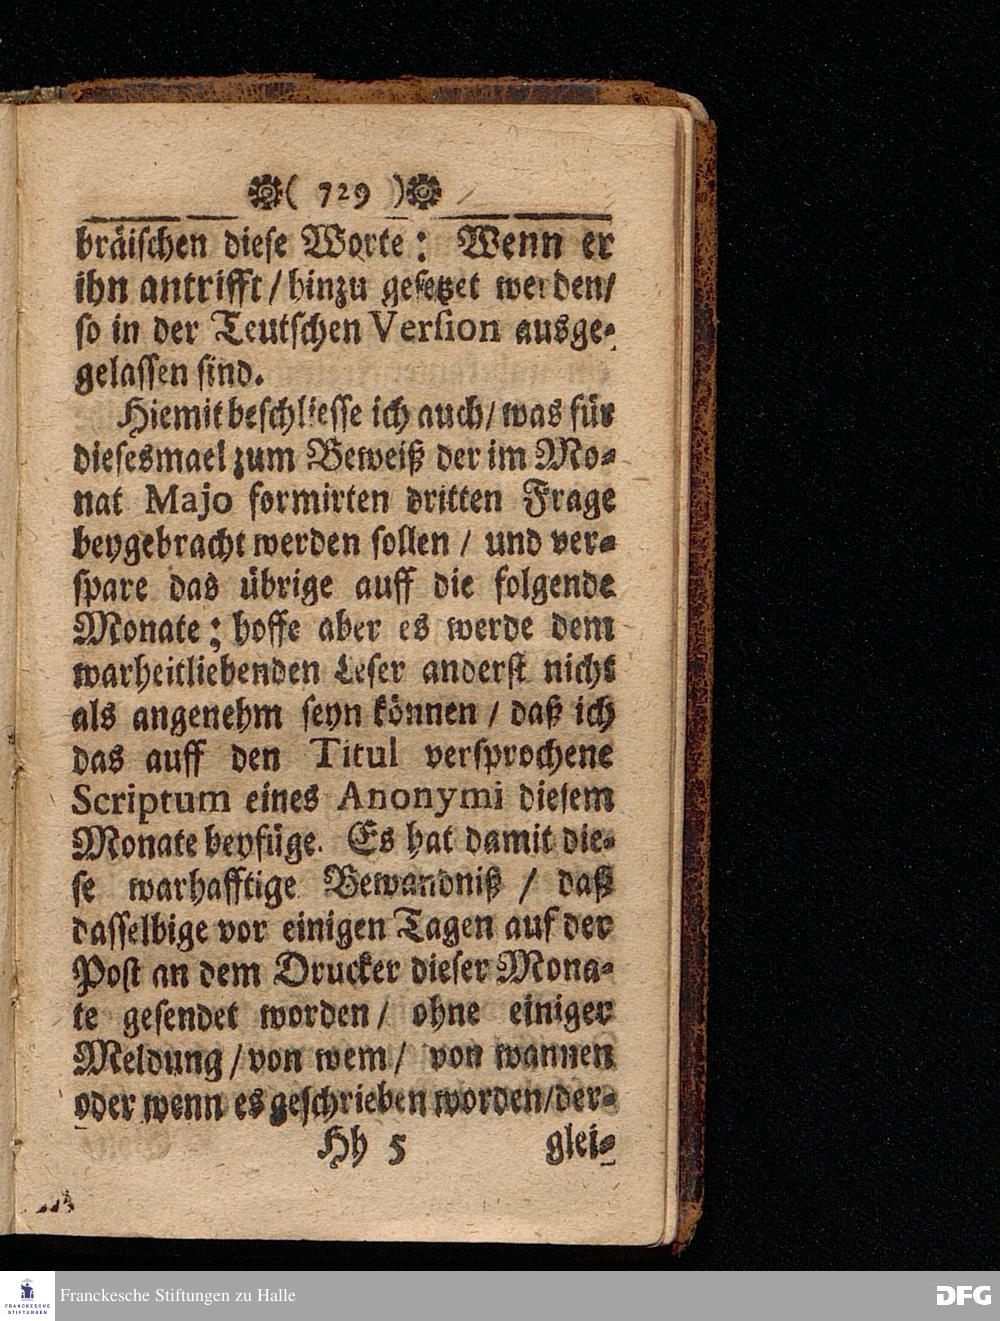 ( 729 )
bräischen diese Worte: Wenn er
ihn antrifft / hinzu gesetzet werden /
so in der Teutschen Version ausge-
gelassen sind.
Hiemit beschliesse ich auch / was für
diesesmael zum Beweiß der im Mo-
nat Majo formirten dritten Frage
beygebracht werden sollen / und ver-
spare das übrige auff die folgende
Monate; hoffe aber es werde dem
warheitliebenden Leser anderst nicht
als angenehm seyn können / daß ich
das auff den Titul versprochene
Scriptum eines Anonymi diesem
Monate beyfüge. Es hat damit die-
se warhafftige Bewandniß / daß
dasselbige vor einigen Tagen auf der
Post an dem Drucker dieser Mona-
te gesendet worden / ohne einiger
Meldung / von wem / von wannen
oder wenn es geschrieben worden / der-
Hh 5 glei-
FRANCKESCHE STIFTUNGEN
Franckesche Stiftungen zu Halle
DFG